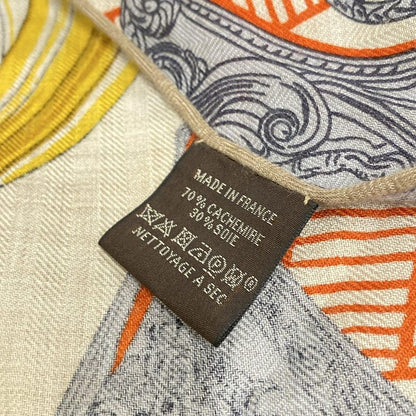 MADE IN FRANCE
70% CACHEMIRE
30% SOIE
NETTOYAGE A SEC